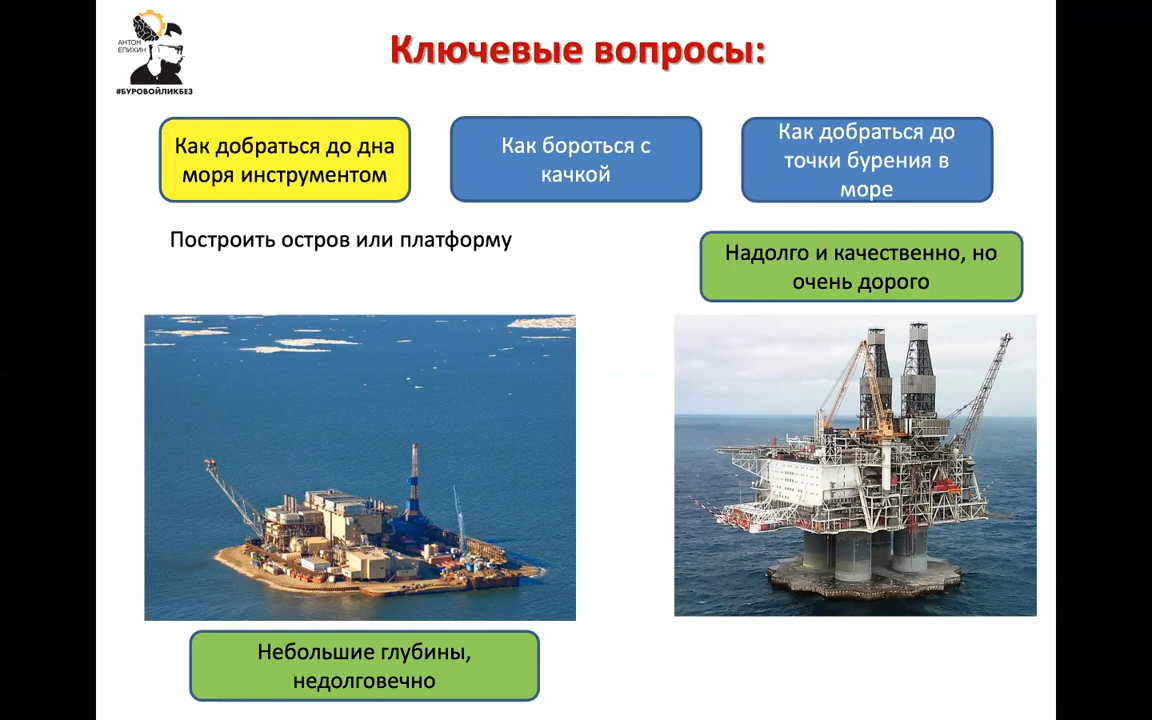 АНТОН
ЕПИХИН
#БУРОВОЙЛИКБЕЗ
Ключевые вопросы:
Как добраться до дна
моря инструментом
Как бороться с
качкой
Как добраться до
точки бурения в
море
Построить остров или платформу
Надолго и качественно, но
очень дорого
Небольшие глубины,
недолговечно